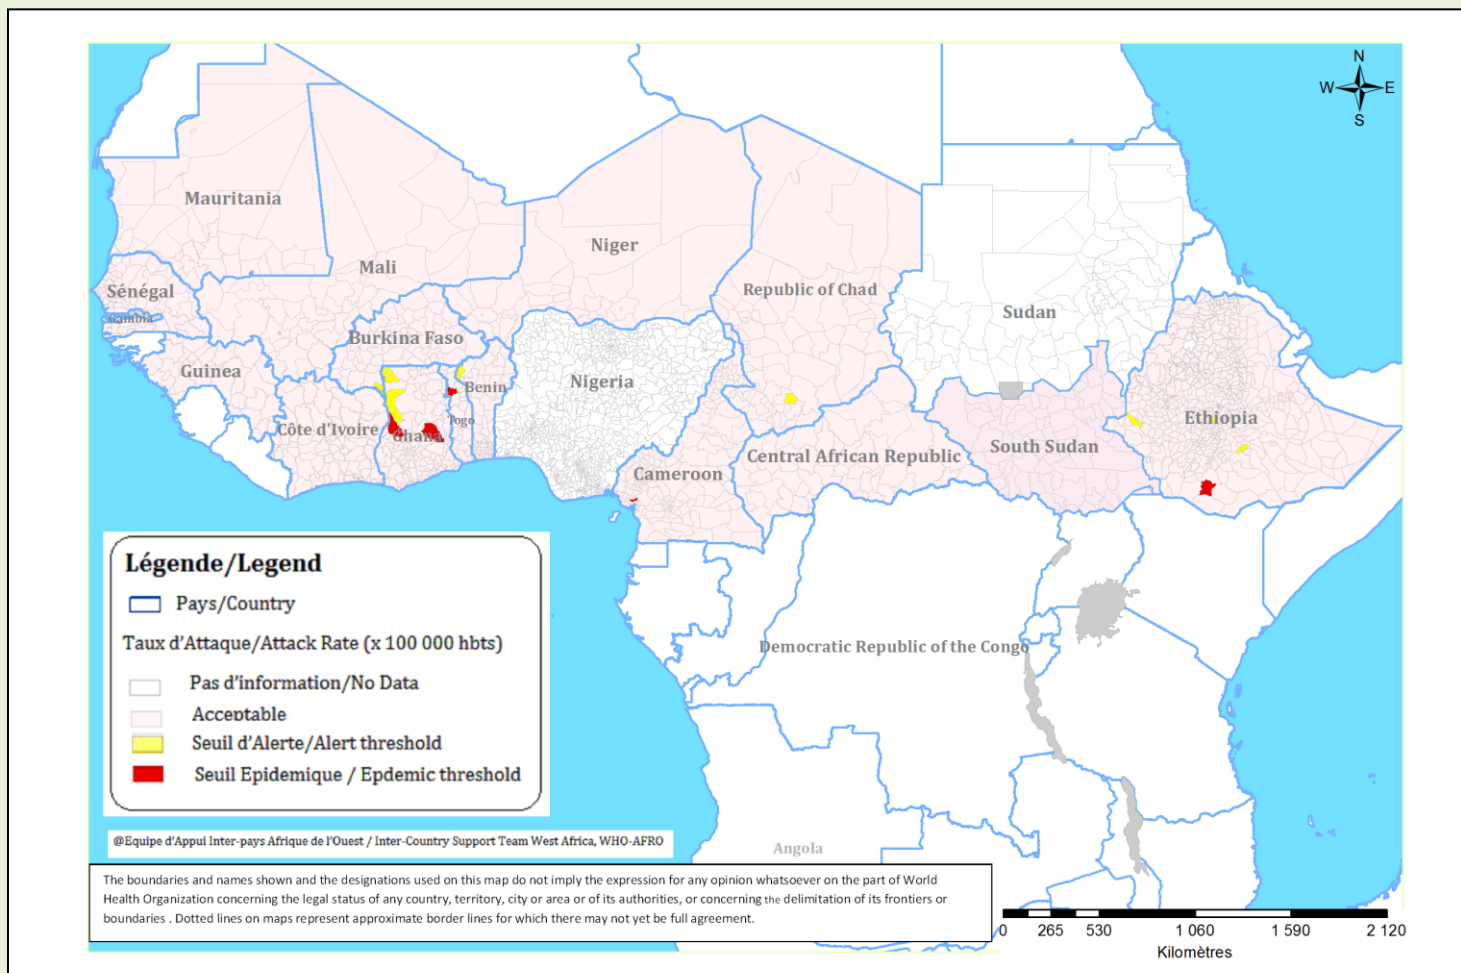 N
W E
S
Mauritania
Niger
Mali
Republic of Chad
Sénégal
Gambia
Sudan
Burkina Faso
Guinea
Nigeria
Benin
Ethiopia
Togo
Côte d'Ivoire
Ghana
South Sudan
Central African Republic
Cameroon
Democratic Republic of the Congo
Angola
Légende/Legend
Pays/Country
Taux d'Attaque/Attack Rate (x 100 000 hbts)
Pas d'information/No Data
Acceptable
Seuil d'Alerte/Alert threshold
Seuil Epidemique / Epdemic threshold
@Equipe d'Appui Inter-pays Afrique de l'Ouest / Inter-Country Support Team West Africa, WHO-AFRO
The boundaries and names shown and the designations used on this map do not imply the expression for any opinion whatsoever on the part of World
Health Organization concerning the legal status of any country, territory, city or area or of its authorities, or concerning the delimitation of its frontiers or
boundaries . Dotted lines on maps represent approximate border lines for which there may not yet be full agreement.
0 265 530 1 060 1 590 2 120
Kilomètres